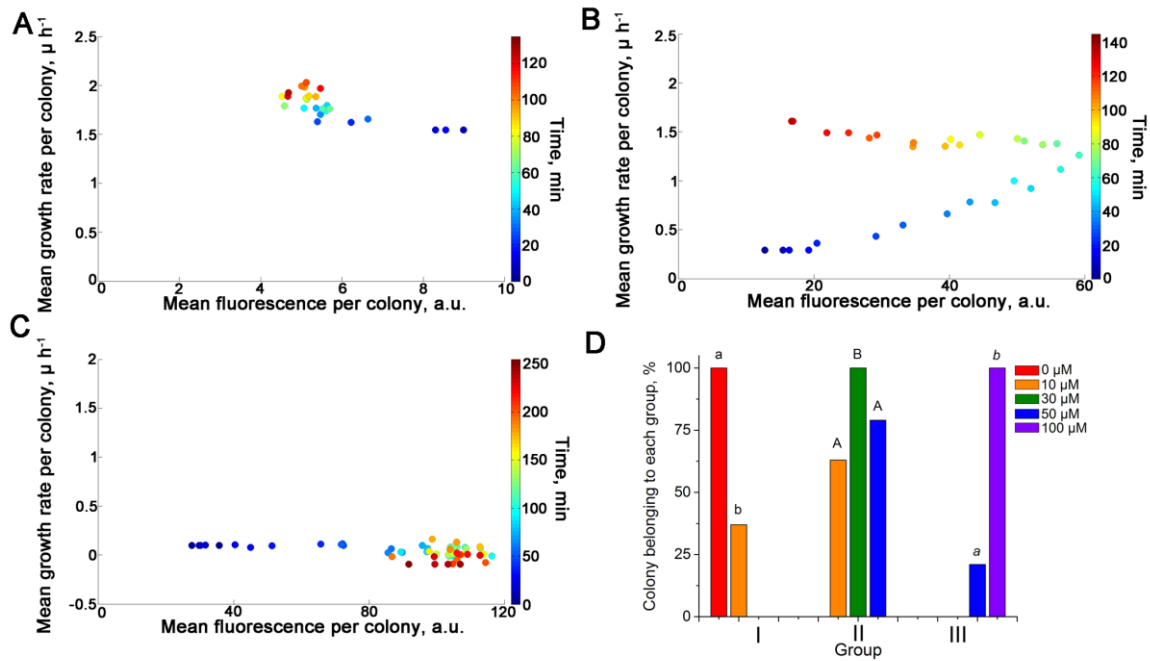 A
Mean growth rate per colony, µ h⁻¹
2.5
2
1.5
1
0.5
0
0
2
4
6
8
10
Mean fluorescence per colony, a.u.
120
100
80
60
40
20
0
Time, min
B
Mean growth rate per colony, µ h⁻¹
2.5
2
1.5
1
0.5
0
0
20
40
60
Mean fluorescence per colony, a.u.
140
120
100
80
60
40
20
0
Time, min
C
Mean growth rate per colony, µ h⁻¹
2
1.5
1
0.5
0
-0.5
0
40
80
120
Mean fluorescence per colony, a.u.
250
200
150
100
50
0
Time, min
D
Colony belonging to each group, %
100
75
50
25
0
a
b
A
B
A
a
b
I
II
III
Group
0 µM
10 µM
30 µM
50 µM
100 µM